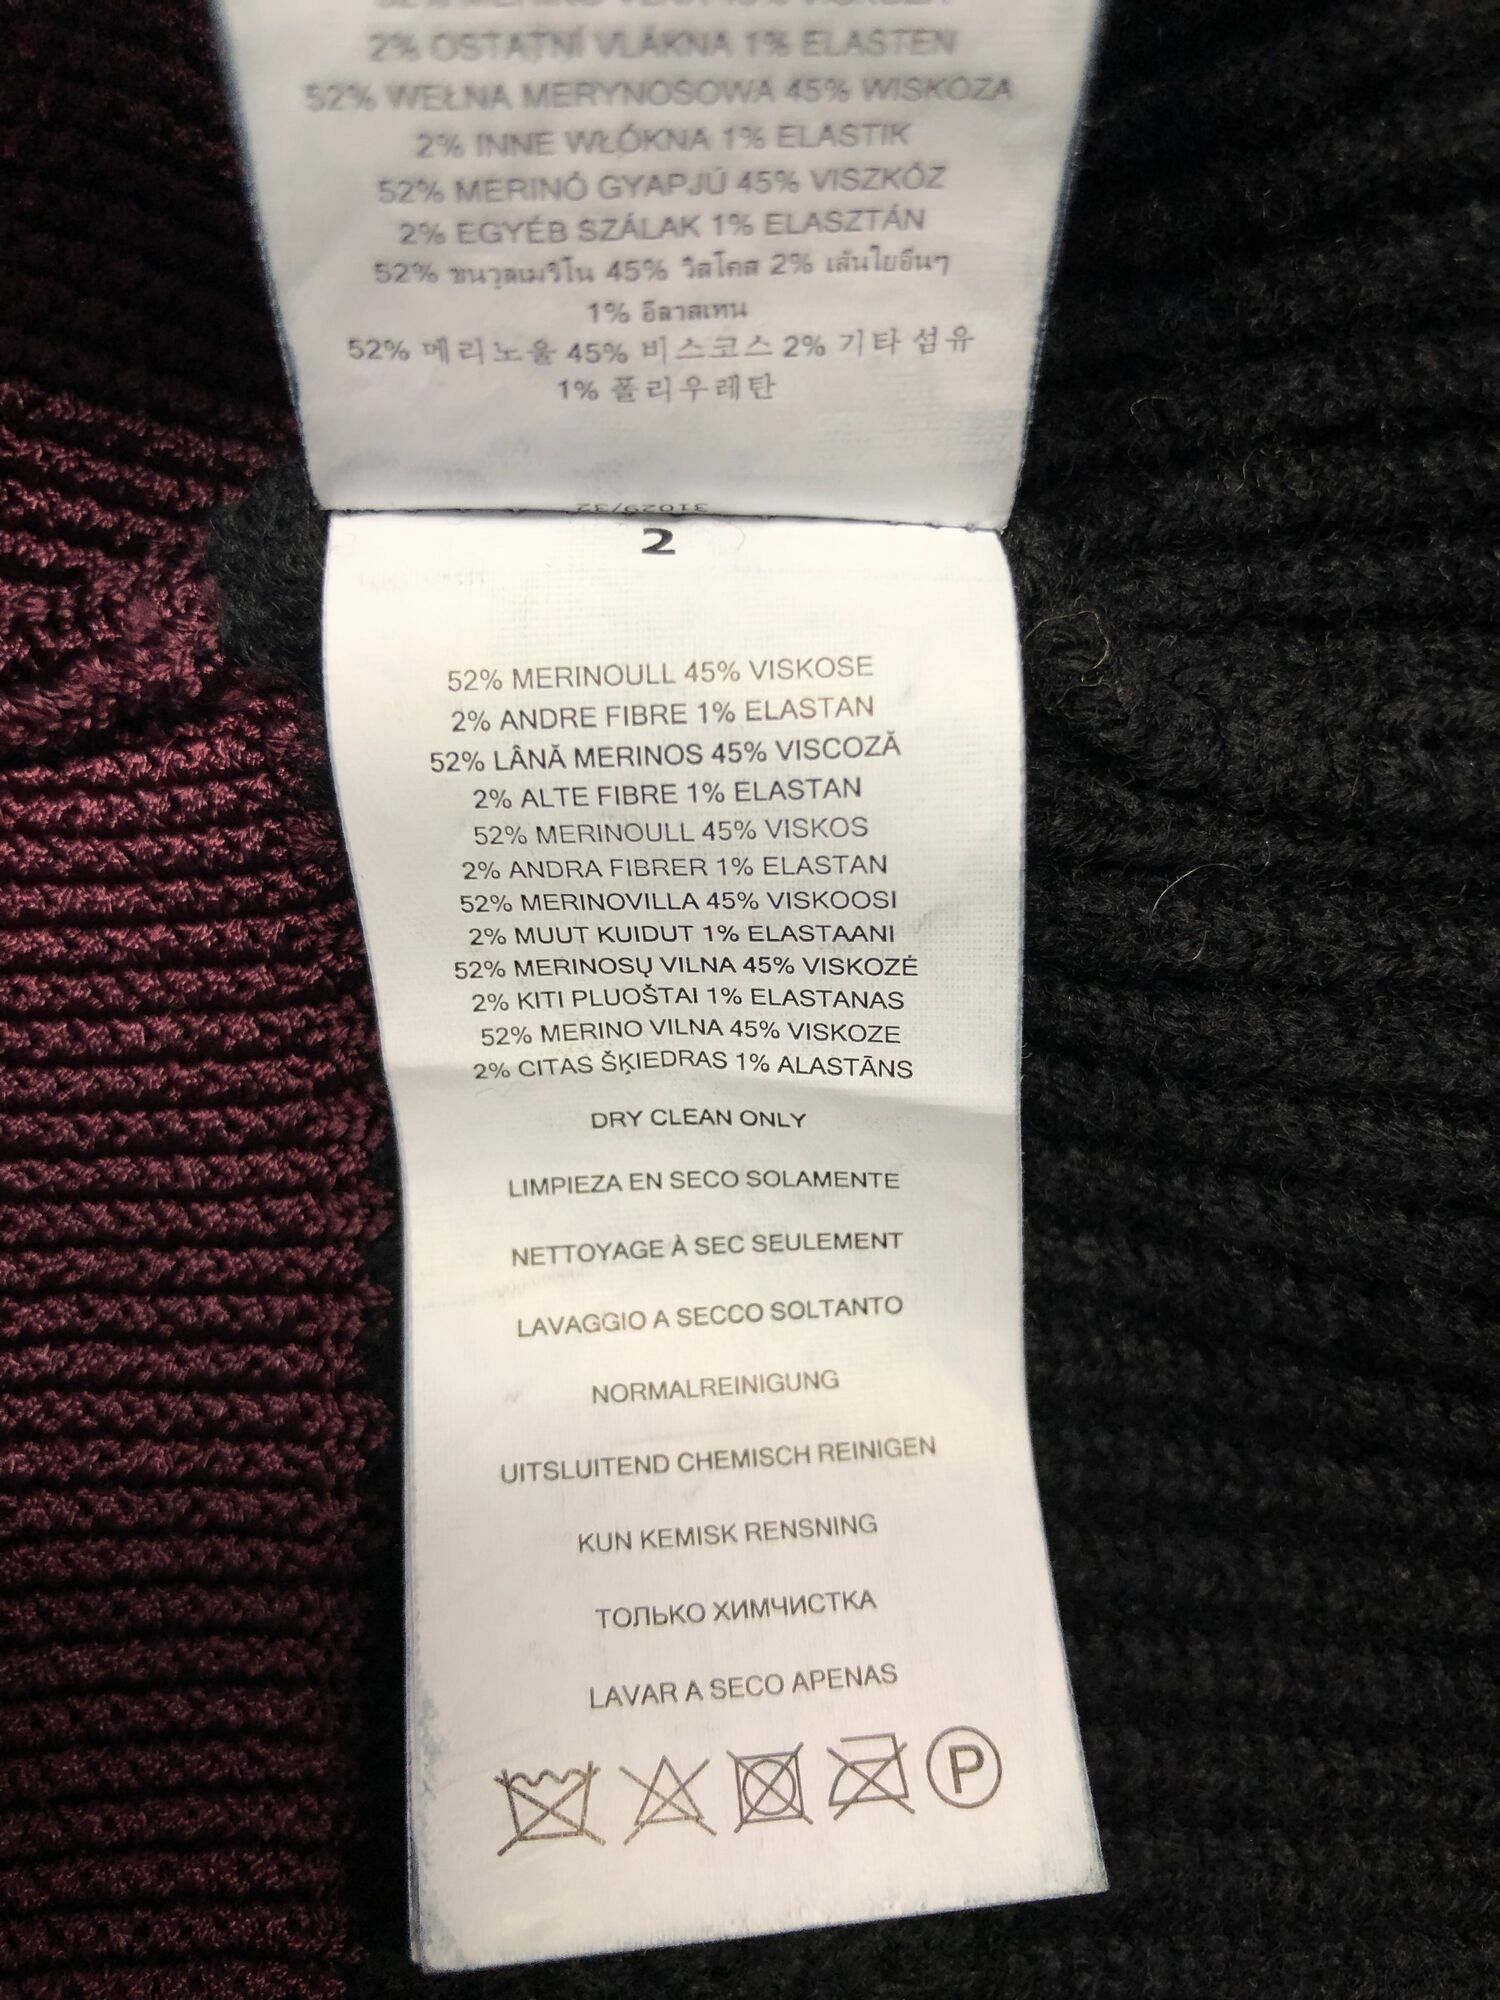 52% MERINO VLNA 45% VISKÓZA
2% OSTATNÍ VLÁKNA 1% ELASTEN
52% WEŁNA MERYNOSOWA 45% WISKOZA
2% INNE WŁÓKNA 1% ELASTIK
52% MERINÓ GYAPJÚ 45% VISZKÓZ
2% EGYÉB SZÁLAK 1% ELASZTÁN
52% ขนวุลเมริโน 45% วิสโคส 2% เส้นใยอื่นๆ
1% อีลาสเทน
52% 메리노울 45% 비스코스 2% 기타 섬유
1% 폴리우레탄
31029/32
2
52% MERINOULL 45% VISKOSE
2% ANDRE FIBRE 1% ELASTAN
52% LÂNĂ MERINOS 45% VISCOZĂ
2% ALTE FIBRE 1% ELASTAN
52% MERINOULL 45% VISKOS
2% ANDRA FIBRER 1% ELASTAN
52% MERINOVILLA 45% VISKOOSI
2% MUUT KUIDUT 1% ELASTAANI
52% MERINOSŲ VILNA 45% VISKOZĖ
2% KITI PLUOŠTAI 1% ELASTANAS
52% MERINO VILNA 45% VISKOZE
2% CITAS ŠĶIEDRAS 1% ALASTĀNS
DRY CLEAN ONLY
LIMPIEZA EN SECO SOLAMENTE
NETTOYAGE À SEC SEULEMENT
LAVAGGIO A SECCO SOLTANTO
NORMALREINIGUNG
UITSLUITEND CHEMISCH REINIGEN
KUN KEMISK RENSNING
ТОЛЬКО ХИМЧИСТКА
LAVAR A SECO APENAS
P